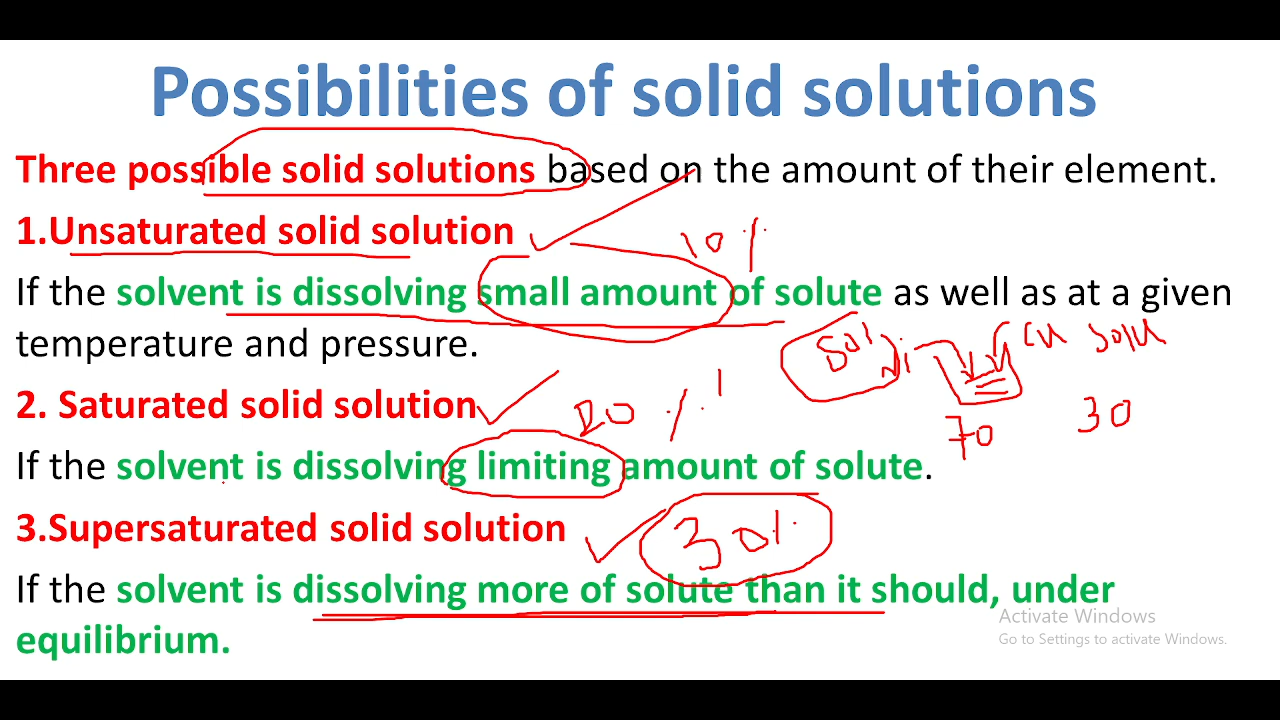 Possibilities of solid solutions
Three possible solid solutions based on the amount of their element.
1.Unsaturated solid solution
10 %
If the solvent is dissolving small amount of solute as well as at a given
temperature and pressure.
Sol Ni Cu Solu
2. Saturated solid solution
20 %
70 30
If the solvent is dissolving limiting amount of solute.
3.Supersaturated solid solution
30%
If the solvent is dissolving more of solute than it should, under
equilibrium.
Activate Windows
Go to Settings to activate Windows.